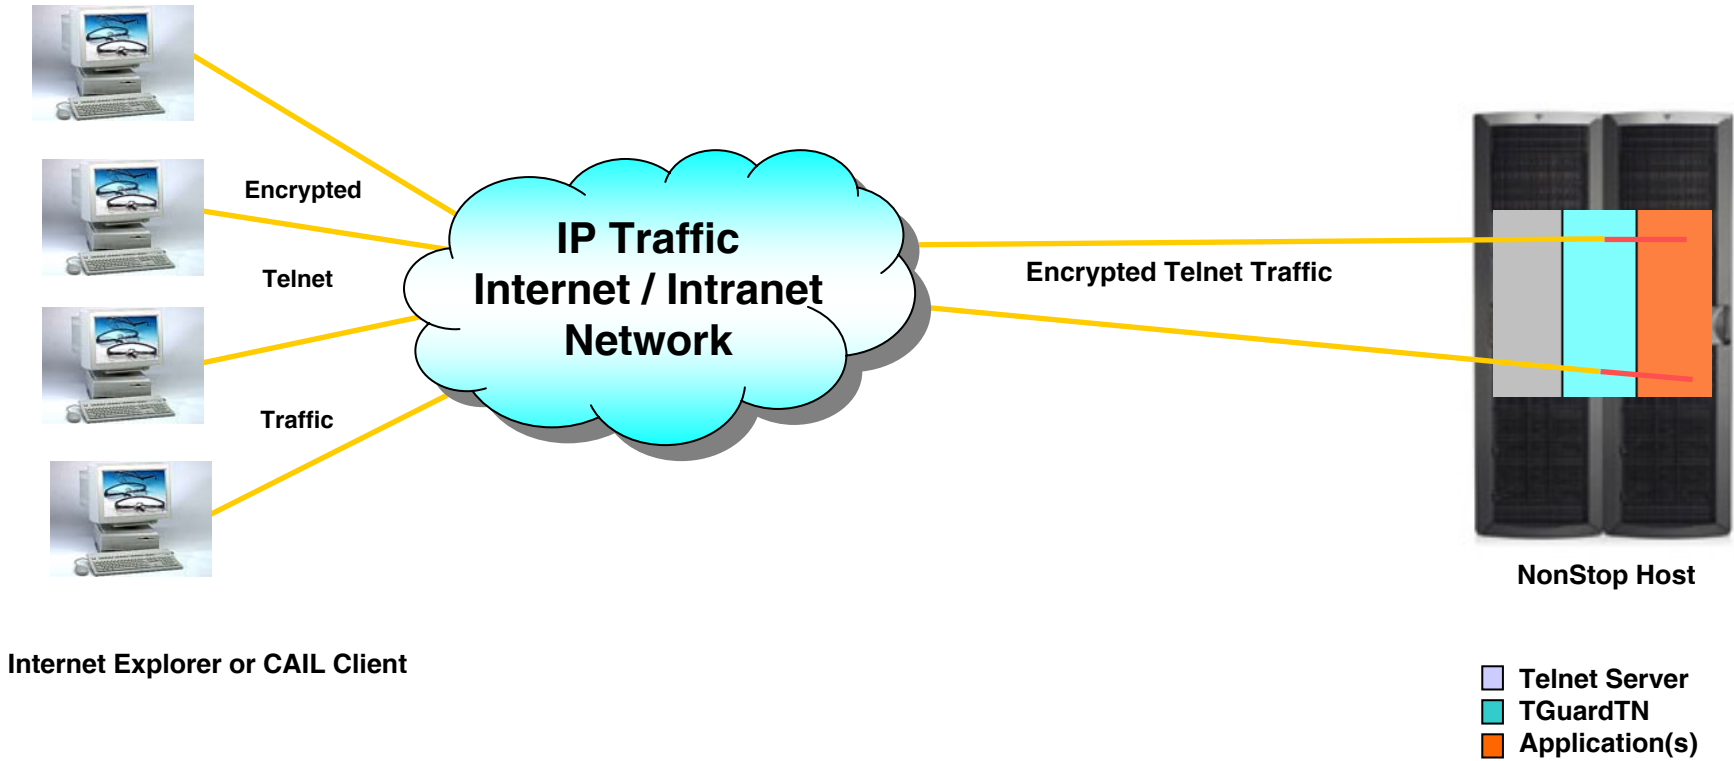 Encrypted
Telnet
Traffic
IP Traffic
Internet / Intranet
Network
Encrypted Telnet Traffic
NonStop Host
Internet Explorer or CAIL Client
Telnet Server
TGuardTN
Application(s)